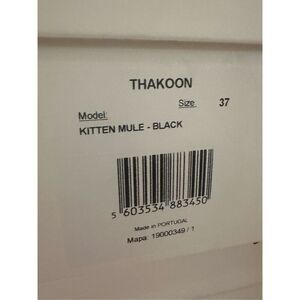 THAKOON
Model: Size: 37
KITTEN MULE - BLACK
5 603534 883450
Made in PORTUGAL
Mapa: 19000349 / 1